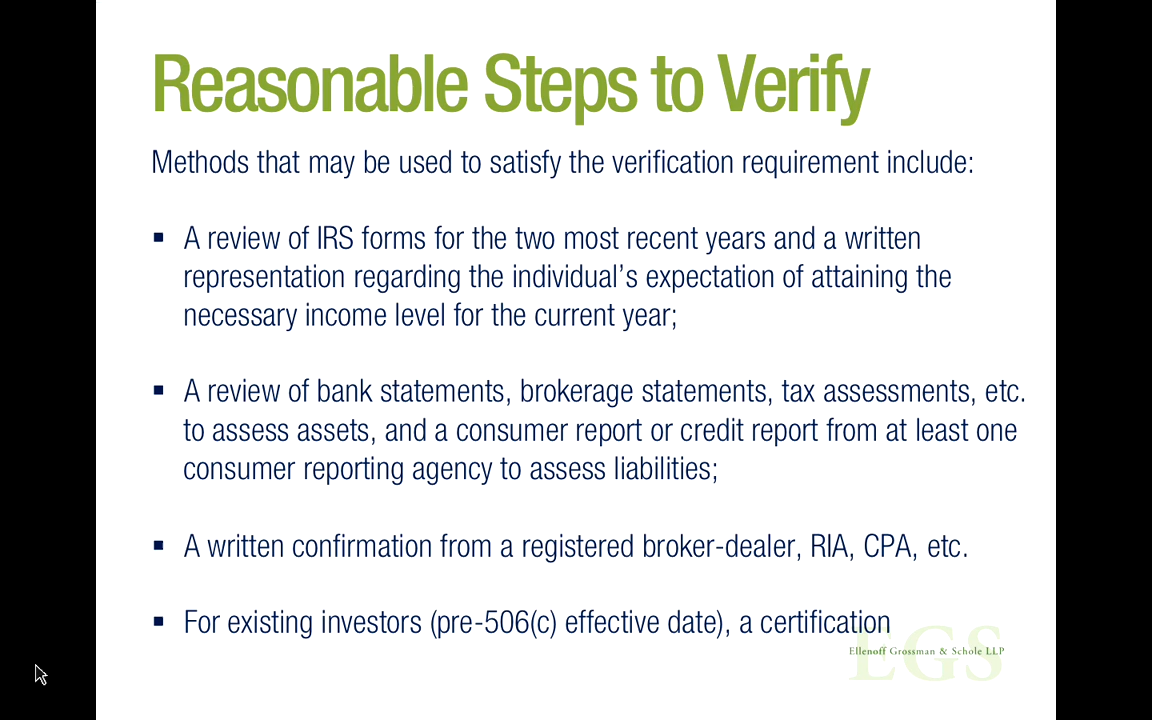 Reasonable Steps to Verify
Methods that may be used to satisfy the verification requirement include:
▪ A review of IRS forms for the two most recent years and a written
representation regarding the individual’s expectation of attaining the
necessary income level for the current year;
▪ A review of bank statements, brokerage statements, tax assessments, etc.
to assess assets, and a consumer report or credit report from at least one
consumer reporting agency to assess liabilities;
▪ A written confirmation from a registered broker-dealer, RIA, CPA, etc.
▪ For existing investors (pre-506(c) effective date), a certification
EGS
Ellenoff Grossman & Schole LLP